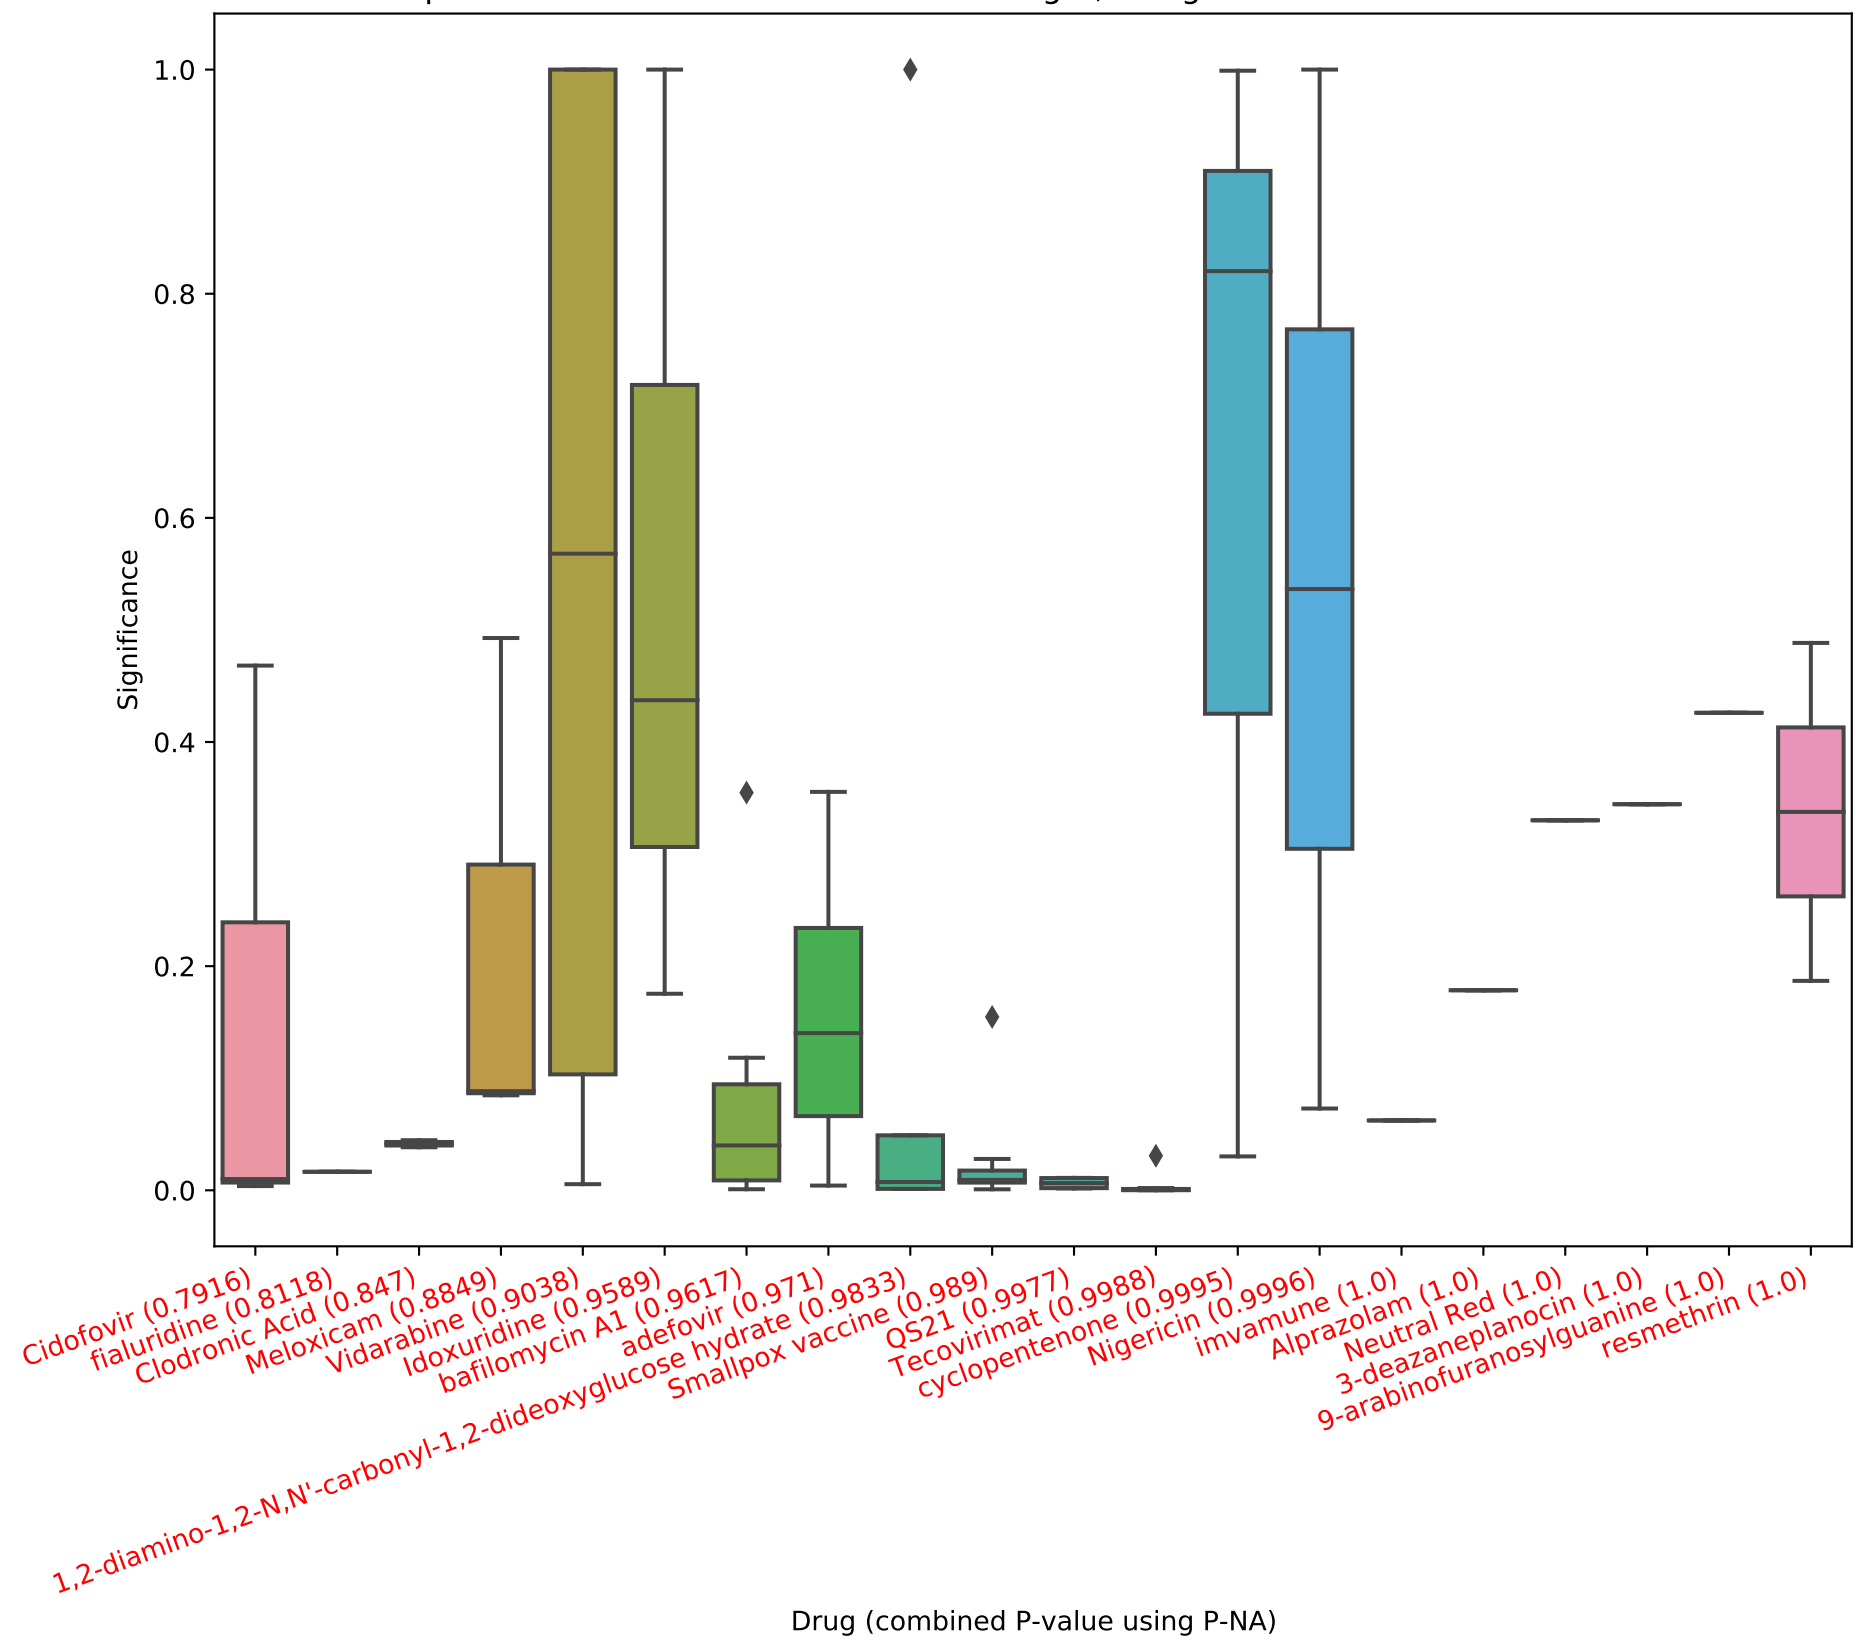 1.0
0.8
0.6
0.4
0.2
0.0
Significance
Cidofovir (0.7916)
fialuridine (0.8118)
Clodronic Acid (0.847)
Meloxicam (0.8849)
Vidarabine (0.9038)
Idoxuridine (0.9589)
bafilomycin A1 (0.9617)
adefovir (0.971)
1,2-diamino-1,2-N,N'-carbonyl-1,2-dideoxyglucose hydrate (0.9833)
Smallpox vaccine (0.989)
QS21 (0.9977)
Tecovirimat (0.9988)
cyclopentenone (0.9995)
Nigericin (0.9996)
imvamune (1.0)
Alprazolam (1.0)
Neutral Red (1.0)
3-deazaneplanocin (1.0)
9-arabinofuranosylguanine (1.0)
resmethrin (1.0)
Drug (combined P-value using P-NA)